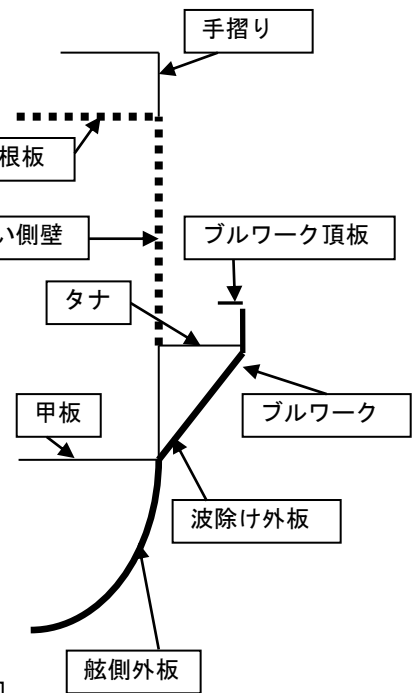 手摺り
根板
い側壁
ブルワーク頂板
タナ
甲板
ブルワーク
波除け外板
舷側外板